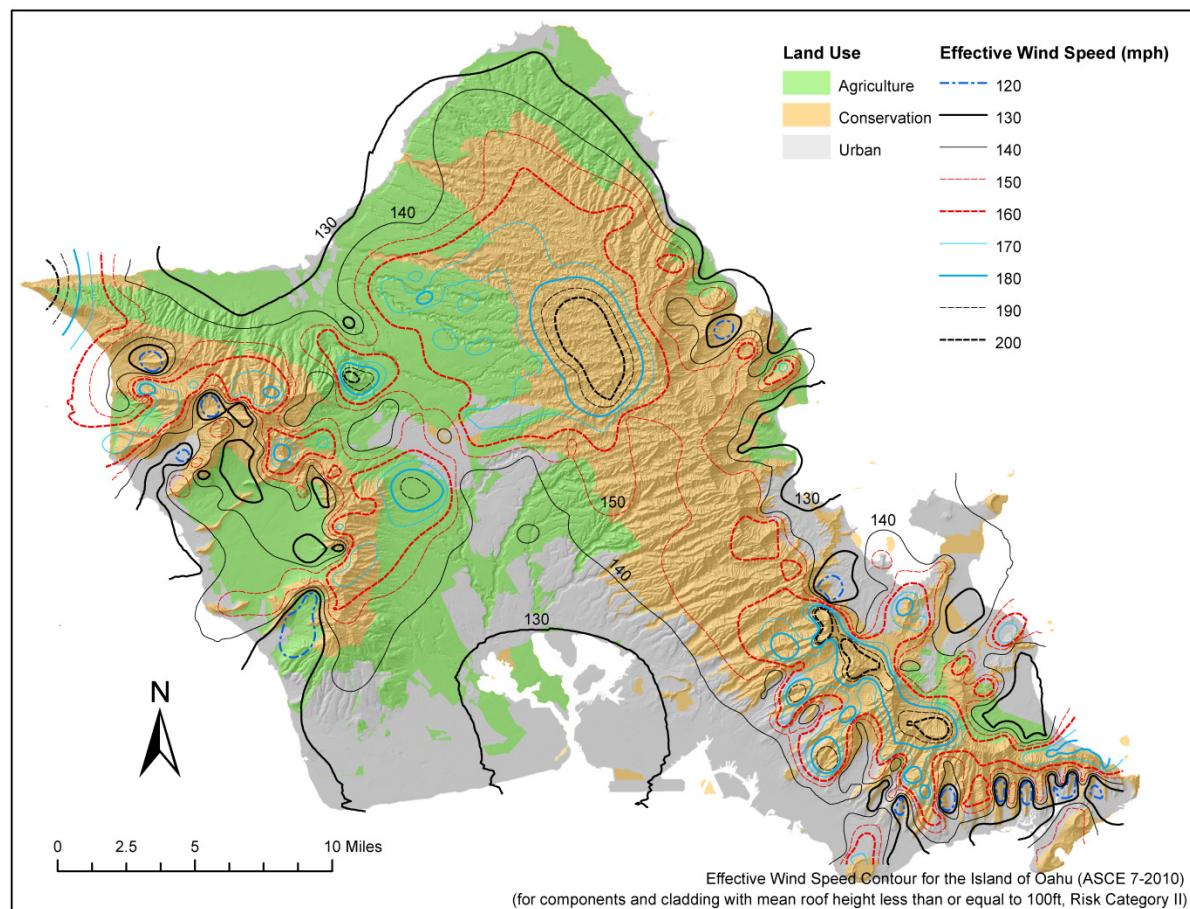 Land Use
Agriculture
Conservation
Urban
Effective Wind Speed (mph)
120
130
140
150
160
170
180
190
200
130
140
150
130
140
140
130
N
0 2.5 5 10 Miles
Effective Wind Speed Contour for the Island of Oahu (ASCE 7-2010)
(for components and cladding with mean roof height less than or equal to 100ft, Risk Category II)